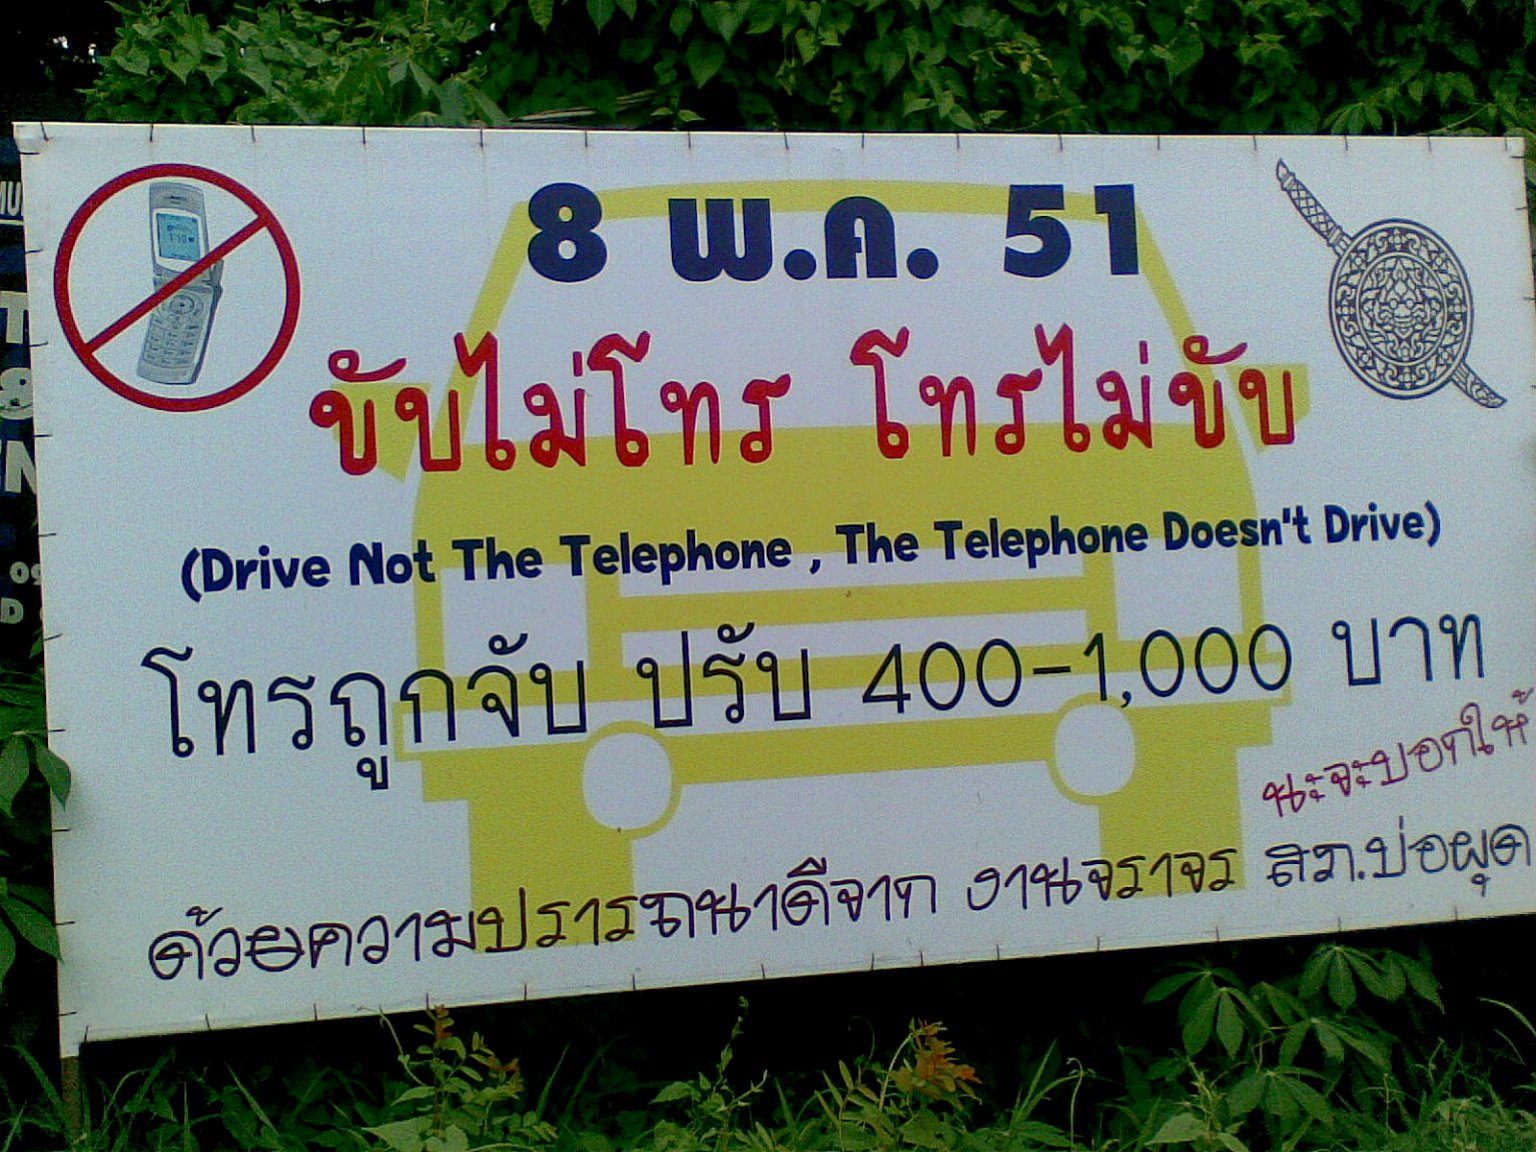 8 พ.ค. 51
ขับไม่โทร โทรไม่ขับ
(Drive Not The Telephone , The Telephone Doesn't Drive)
โทรถูกจับ ปรับ 400-1,000 บาท
นะจะบอกให้
ด้วยความปรารถนาดีจาก งานจราจร สภ.บ่อผุด